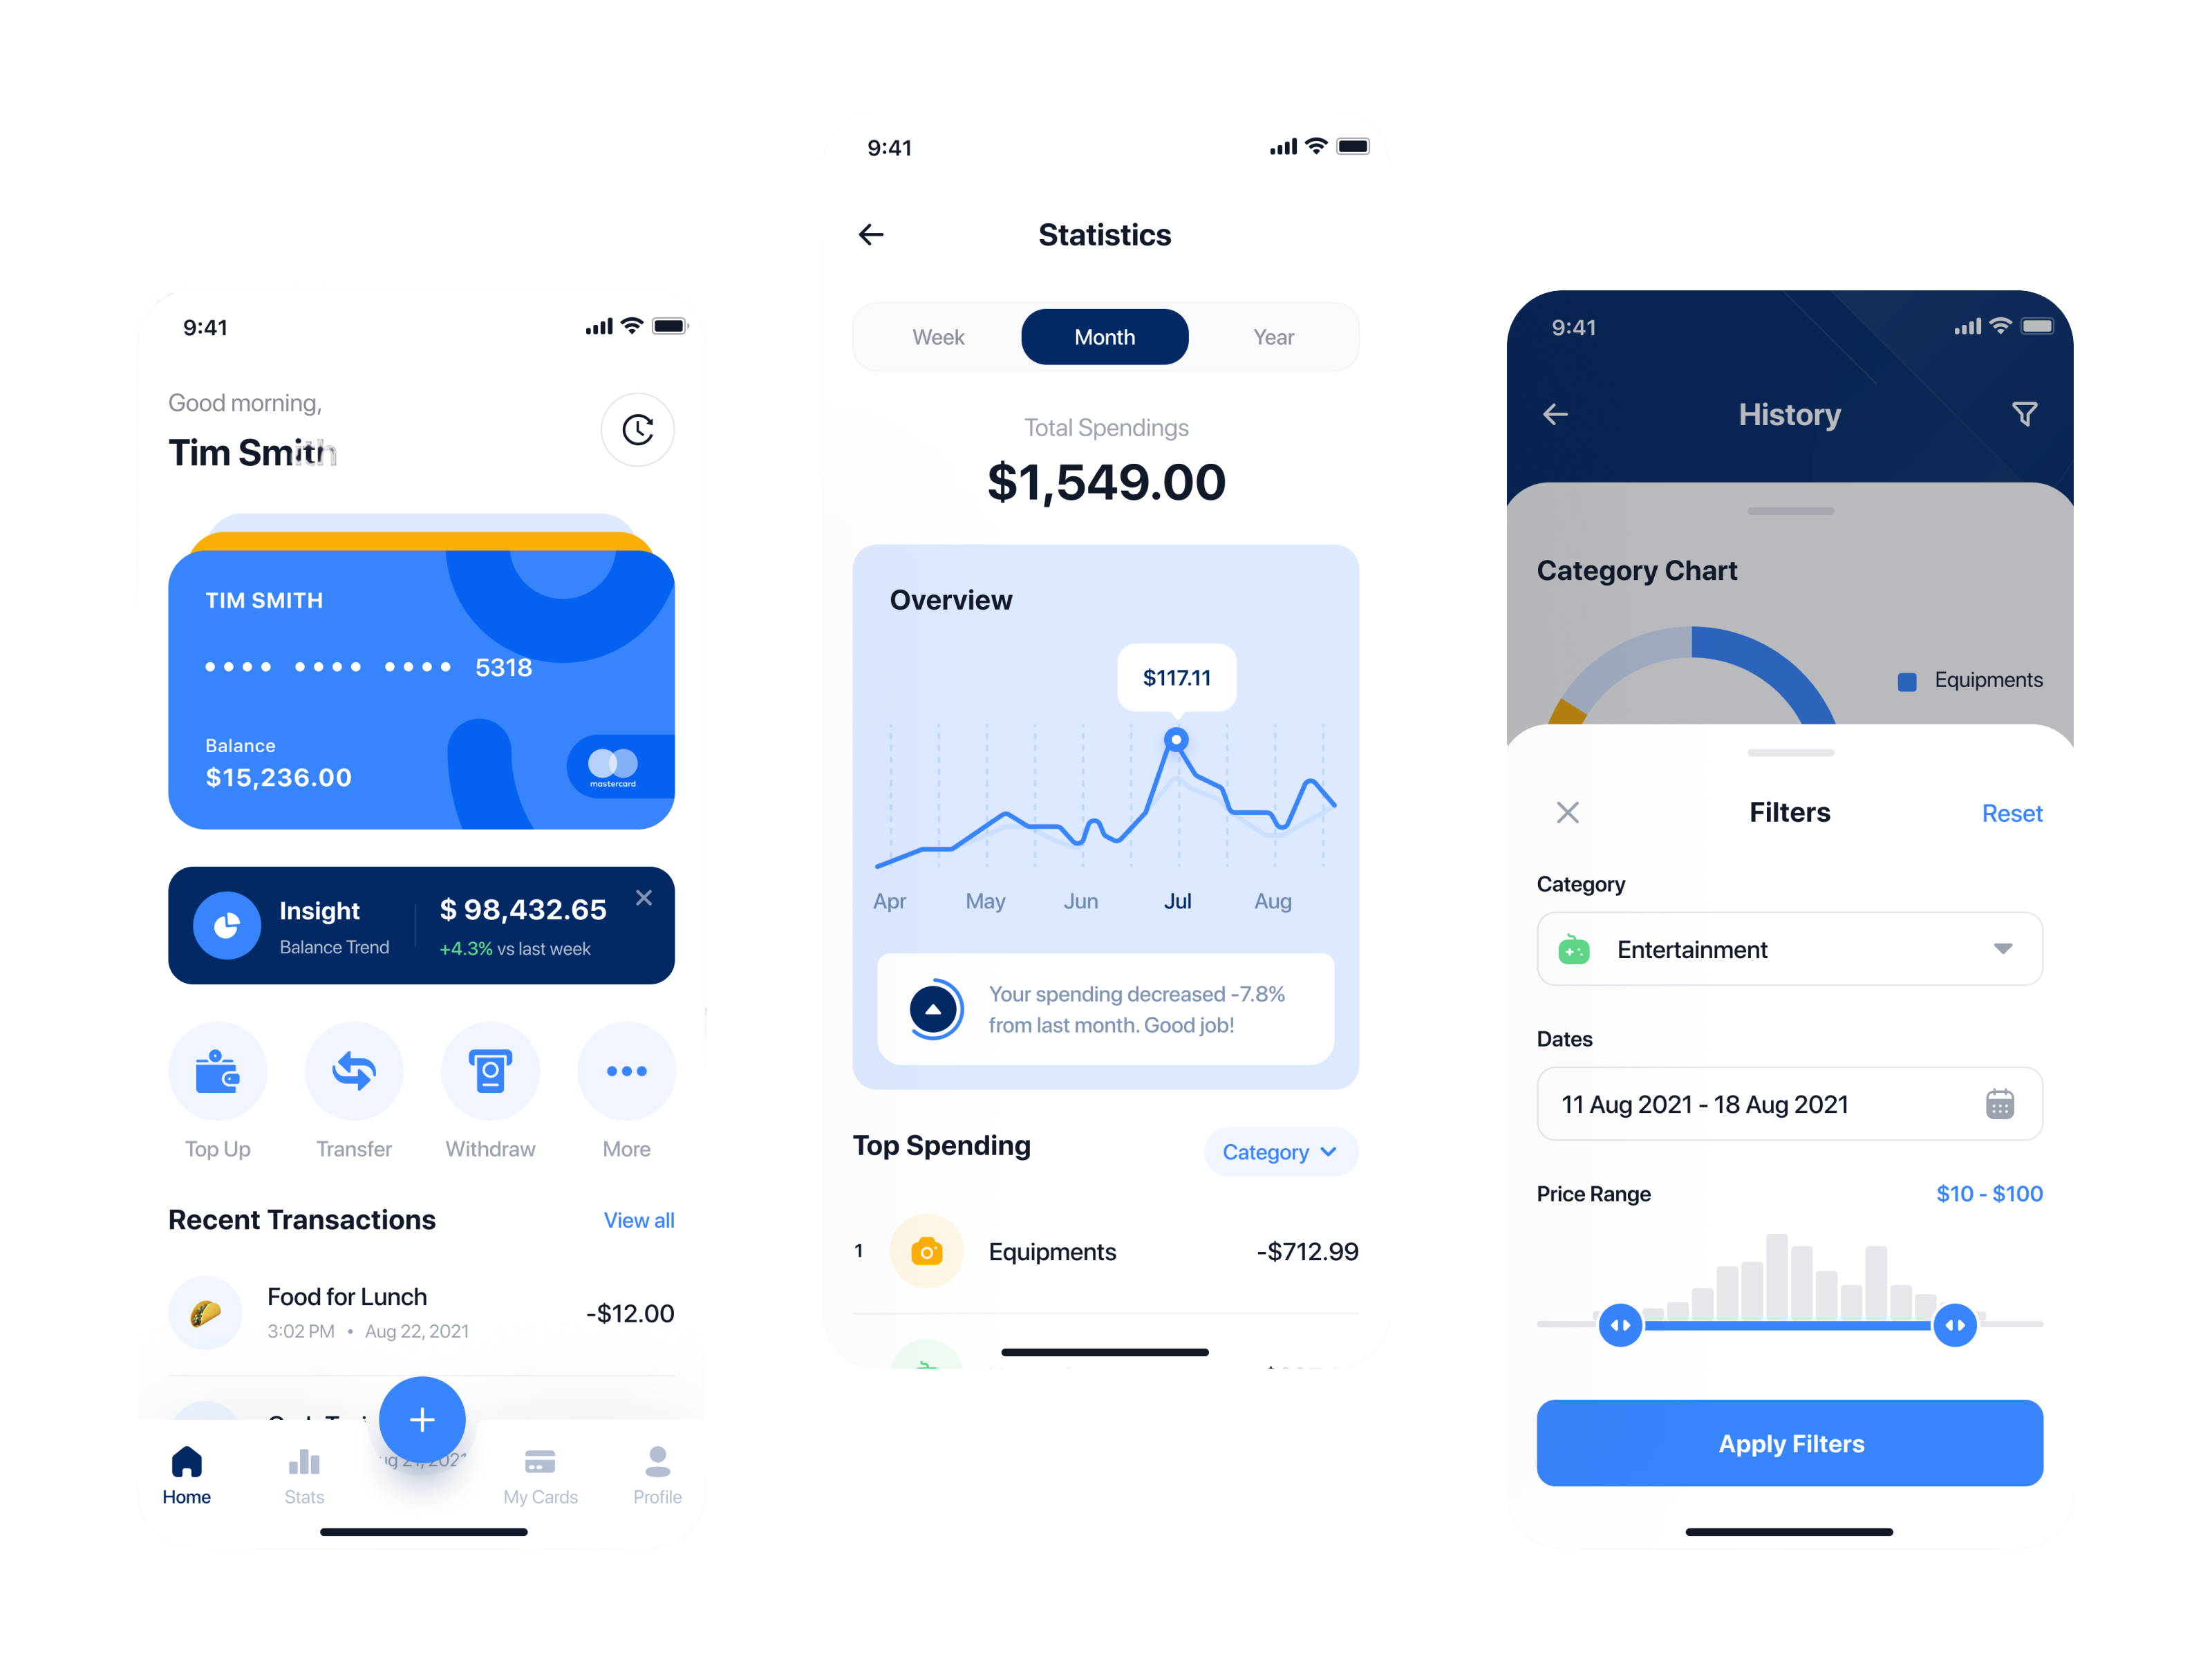 9:41
Good morning,
Tim Smith
TIM SMITH
5318
Balance
$15,236.00
mastercard
Insight
Balance Trend
$ 98,432.65
+4.3% vs last week
Top Up
Transfer
Withdraw
More
Recent Transactions
View all
Food for Lunch
3:02 PM • Aug 22, 2021
-$12.00
Home
Stats
My Cards
Profile
9:41
Statistics
Week
Month
Year
Total Spendings
$1,549.00
Overview
$117.11
Apr
May
Jun
Jul
Aug
Your spending decreased -7.8%
from last month. Good job!
Top Spending
Category
1
Equipments
-$712.99
9:41
History
Category Chart
Equipments
Filters
Reset
Category
Entertainment
Dates
11 Aug 2021 - 18 Aug 2021
Price Range
$10 - $100
Apply Filters